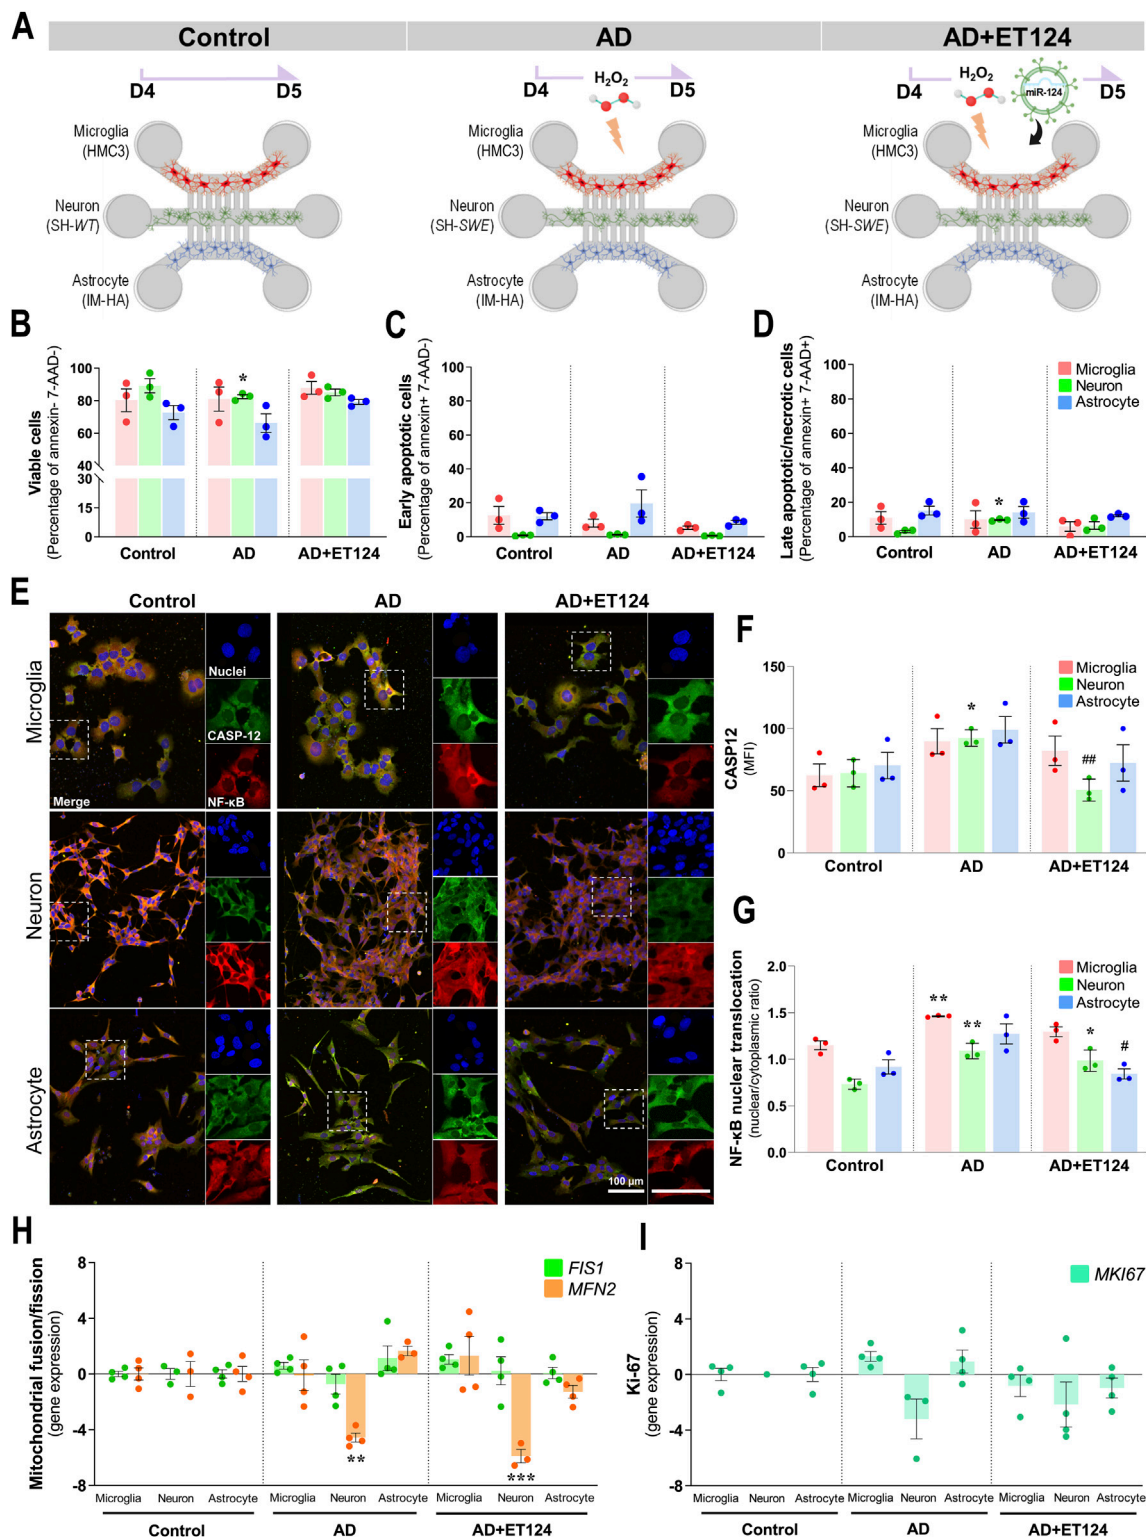 A
Control AD AD+ET124
D4 D5
Microglia
(HMC3)
Neuron
(SH-WT)
Astrocyte
(IM-HA)
D4 H₂O₂ D5
Microglia
(HMC3)
Neuron
(SH-SWE)
Astrocyte
(IM-HA)
D4 H₂O₂ miR-124 D5
Microglia
(HMC3)
Neuron
(SH-SWE)
Astrocyte
(IM-HA)
B
Viable cells
(Percentage of annexin- 7-AAD-)
100
80
60
40
30
15
0
*
Control AD AD+ET124
C
Early apoptotic cells
(Percentage of annexin+ 7-AAD-)
100
80
60
40
20
0
Control AD AD+ET124
D
Late apoptotic/necrotic cells
(Percentage of annexin+ 7-AAD+)
100
80
60
40
20
0
Microglia
Neuron
Astrocyte
*
Control AD AD+ET124
E
Control AD AD+ET124
Microglia
Nuclei
CASP-12
NF-κB
Merge
Neuron
Astrocyte
100 µm
F
CASP12
(MFI)
150
100
50
0
Microglia
Neuron
Astrocyte
*
##
Control AD AD+ET124
G
NF-κB nuclear translocation
(nuclear/cytoplasmic ratio)
2.0
1.5
1.0
0.5
0.0
Microglia
Neuron
Astrocyte
**
**
*
#
Control AD AD+ET124
H
Mitochondrial fusion/fission
(gene expression)
8
4
0
-4
-8
FIS1
MFN2
**
***
Microglia Neuron Astrocyte Microglia Neuron Astrocyte Microglia Neuron Astrocyte
Control AD AD+ET124
I
Ki-67
(gene expression)
8
4
0
-4
-8
MKI67
Microglia Neuron Astrocyte Microglia Neuron Astrocyte Microglia Neuron Astrocyte
Control AD AD+ET124